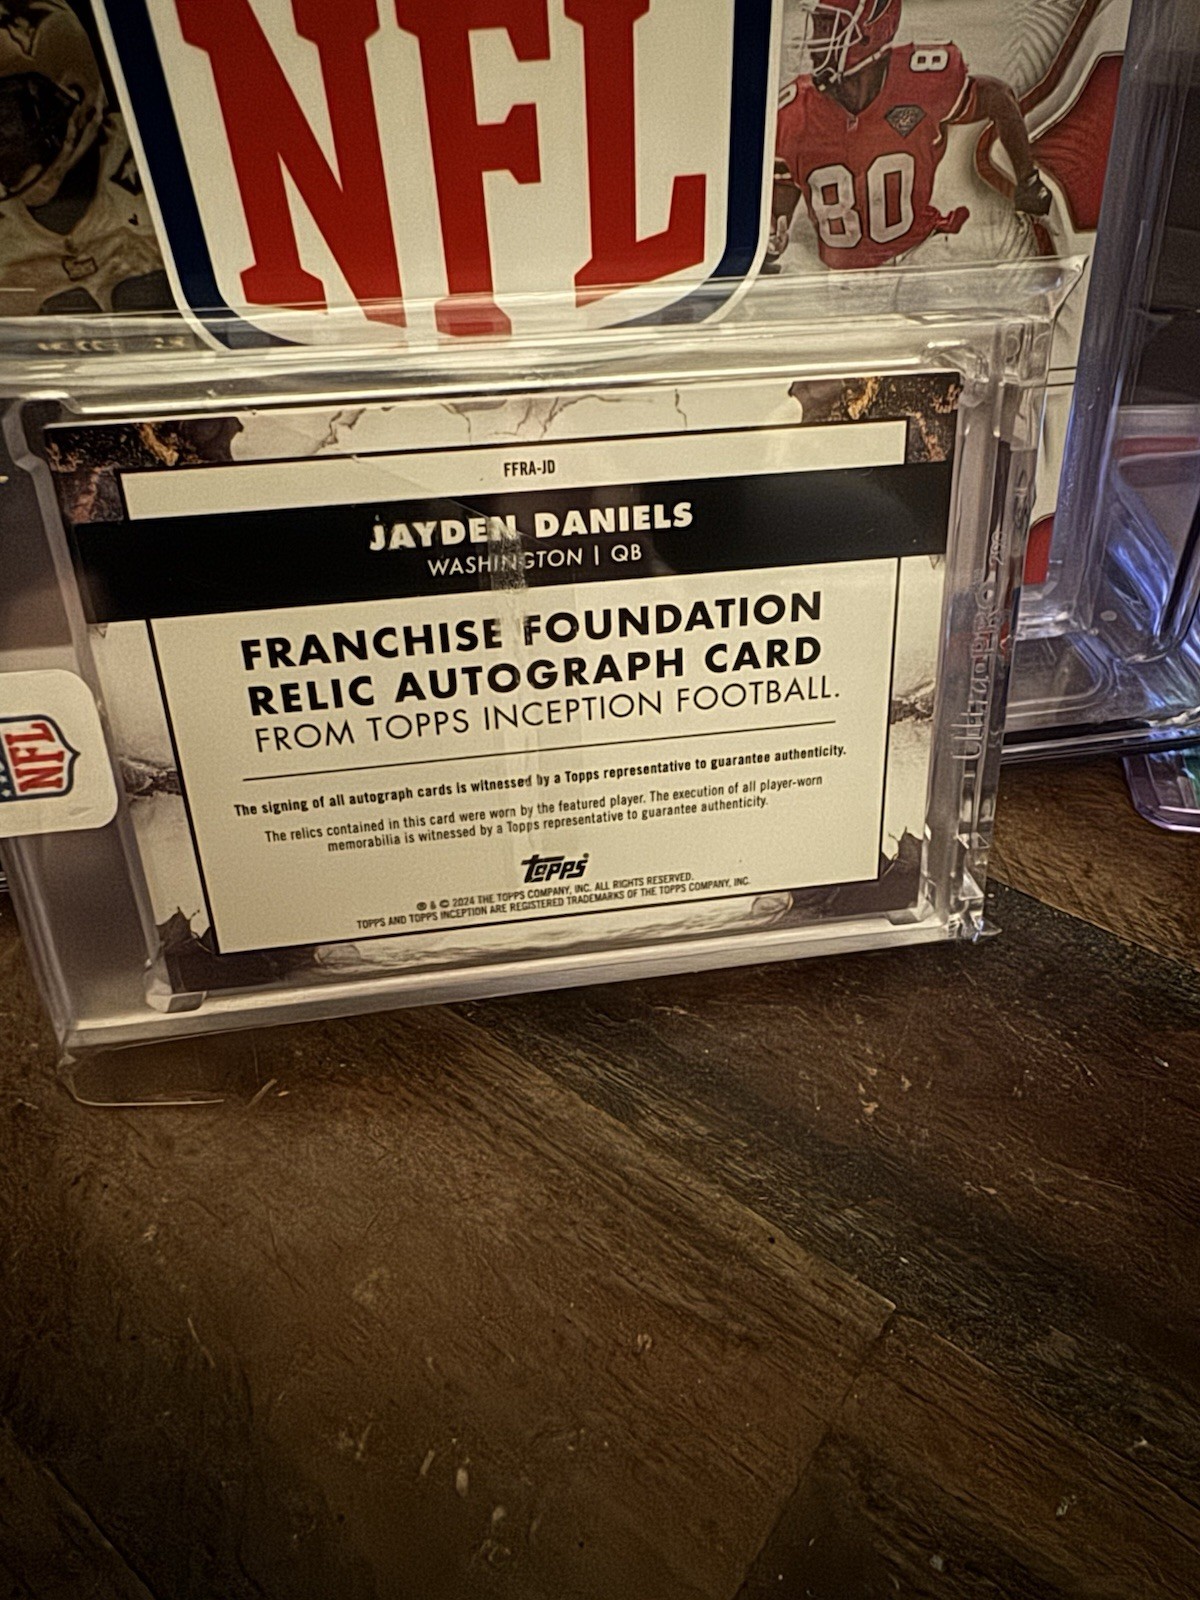 NFL
8
80
FFRA-JD
JAYDEN DANIELS
WASHINGTON | QB
FRANCHISE FOUNDATION
RELIC AUTOGRAPH CARD
FROM TOPPS INCEPTION FOOTBALL.
NFL
The signing of all autograph cards is witnessed by a Topps representative to guarantee authenticity.
The relics contained in this card were worn by the featured player. The execution of all player-worn
memorabilia is witnessed by a Topps representative to guarantee authenticity.
Topps
® & © 2024 THE TOPPS COMPANY, INC. ALL RIGHTS RESERVED.
TOPPS AND TOPPS INCEPTION ARE REGISTERED TRADEMARKS OF THE TOPPS COMPANY, INC.
UltraPRO